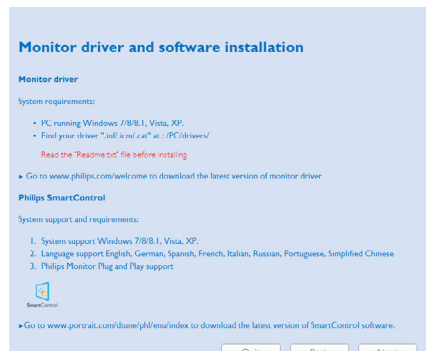 Monitor driver and software installation
Monitor driver
System requirements:
• PC running Windows 7/8/8.1, Vista, XP.
• Find your driver ".inf/.icm/.cat" at : /PC/drivers/
Read the "Readme.txt" file before installing.
▸ Go to www.philips.com/welcome to download the latest version of monitor driver
Philips SmartControl
System support and requirements:
1. System support Windows 7/8/8.1, Vista, XP.
2. Language support English, German, Spanish, French, Italian, Russian, Portuguese, Simplified Chinese
3. Philips Monitor Plug and Play support
SmartControl
▸Go to www.portrait.com/dtune/phl/enu/index to download the latest version of SmartControl software.